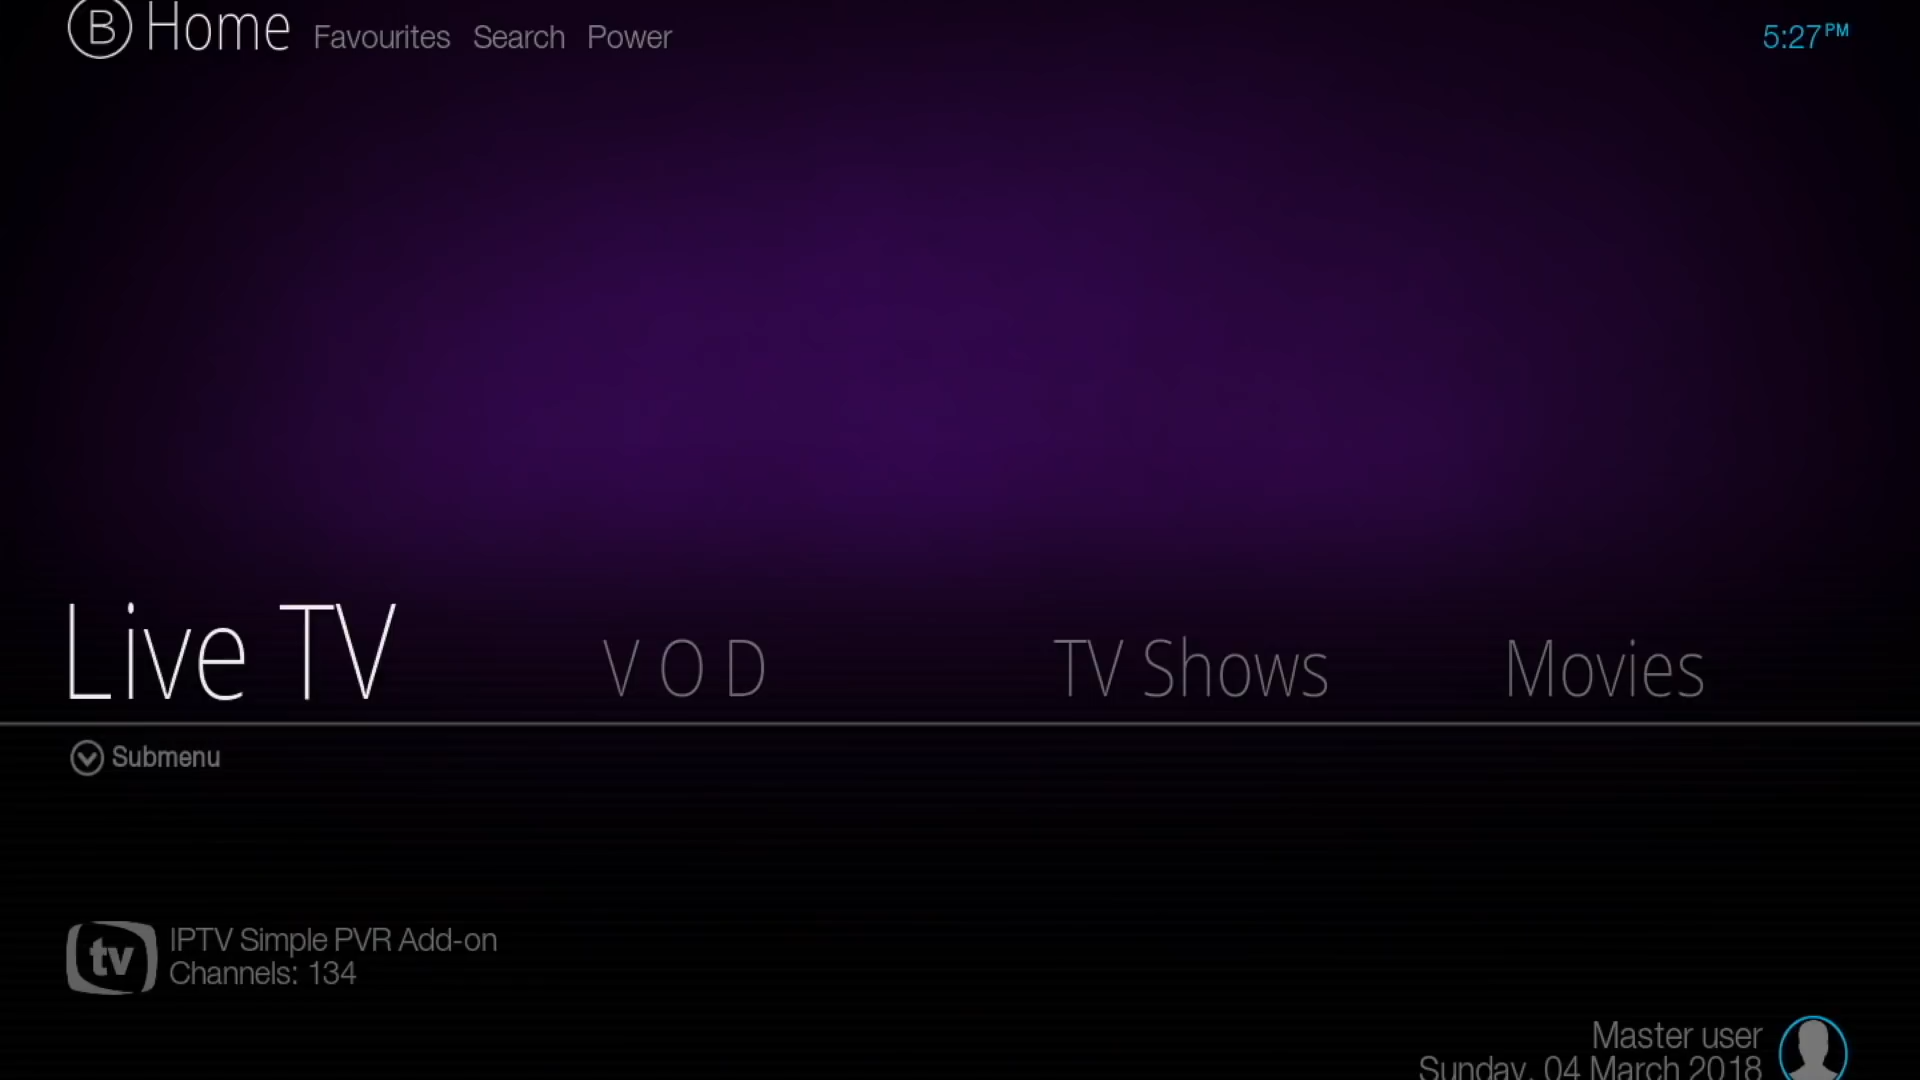 B Home Favourites Search Power 5:27 PM
Live TV V O D TV Shows Movies
Submenu
tv IPTV Simple PVR Add-on
Channels: 134
Master user
Sunday, 04 March 2018